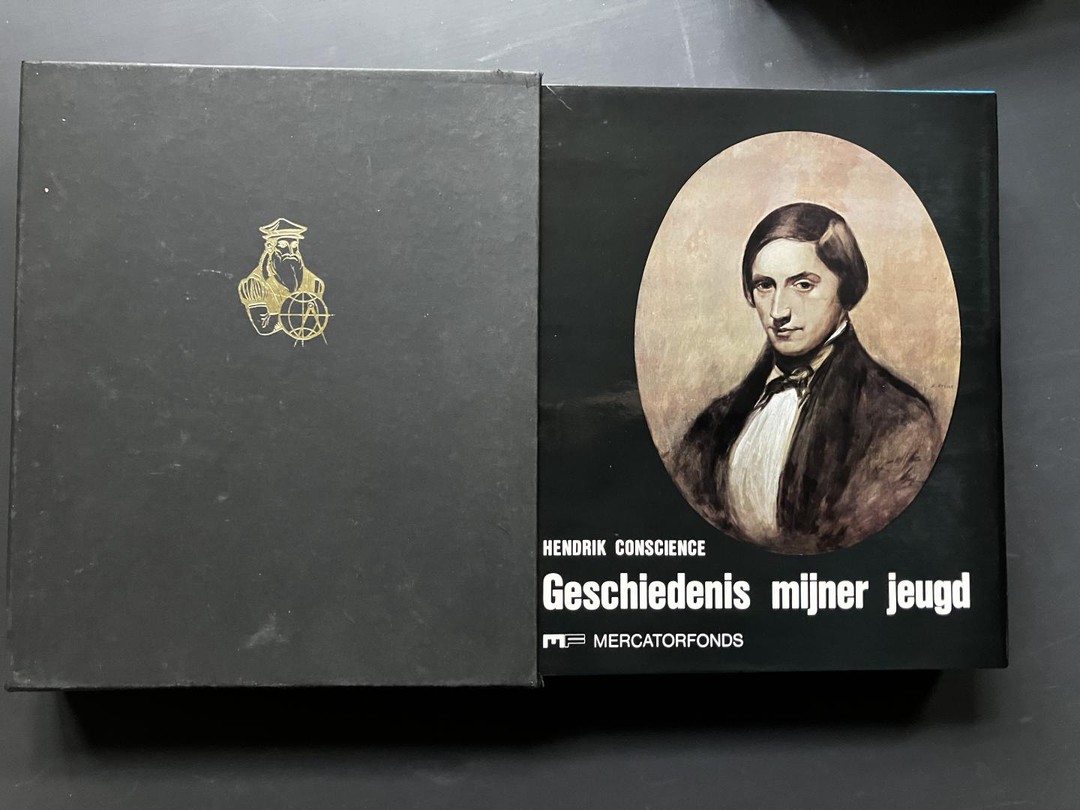 HENDRIK CONSCIENCE
Geschiedenis mijner jeugd
MF MERCATORFONDS